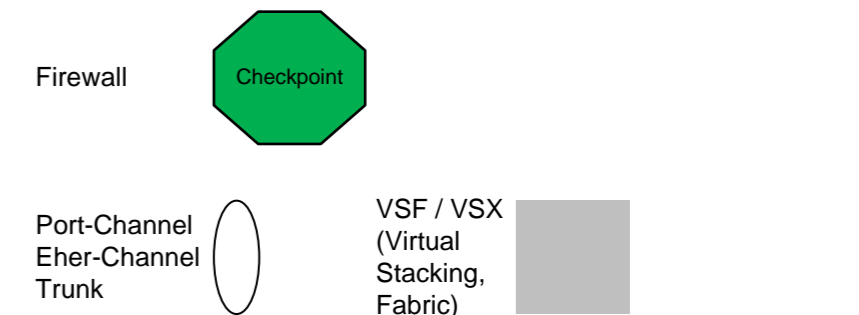 Firewall
Checkpoint
Port-Channel
Eher-Channel
Trunk
VSF / VSX
(Virtual
Stacking,
Fabric)